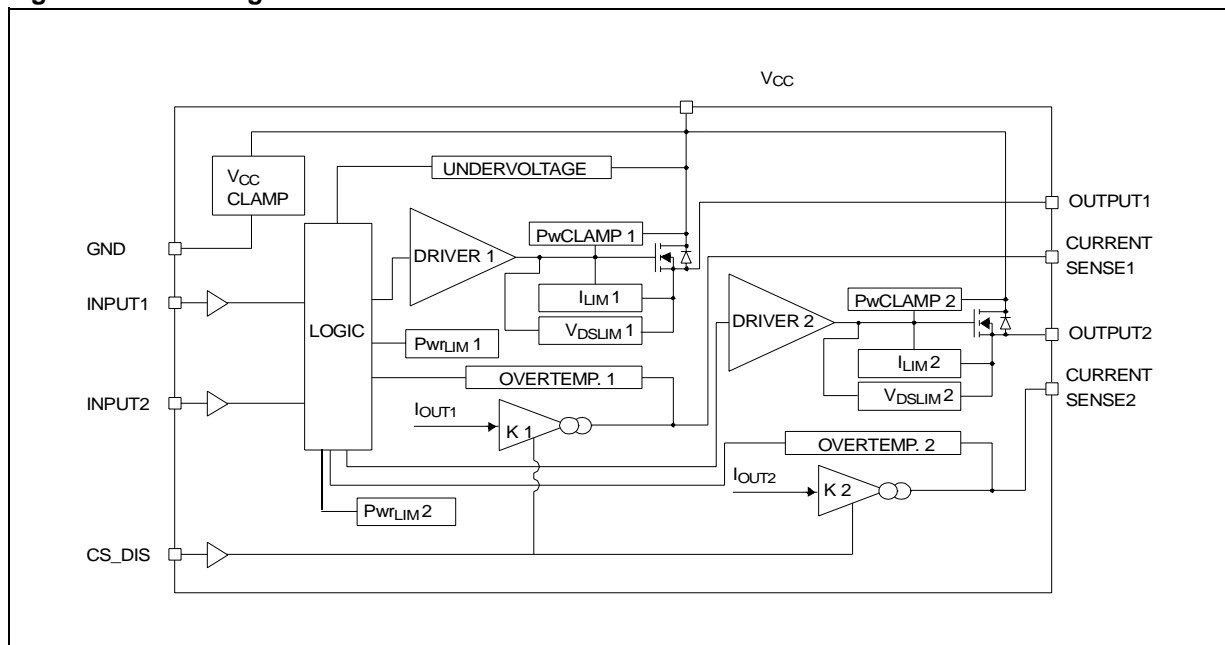 VCC
VCC
CLAMP
UNDERVOLTAGE
OUTPUT1
PwCLAMP 1
GND
DRIVER 1
CURRENT
SENSE1
ILIM 1
PwCLAMP 2
INPUT1
LOGIC
DRIVER 2
VDSLIM 1
OUTPUT2
PwrLIM 1
ILIM 2
OVERTEMP. 1
CURRENT
SENSE2
VDSLIM 2
INPUT2
IOUT1
K 1
OVERTEMP. 2
IOUT2
K 2
PwrLIM 2
CS_DIS